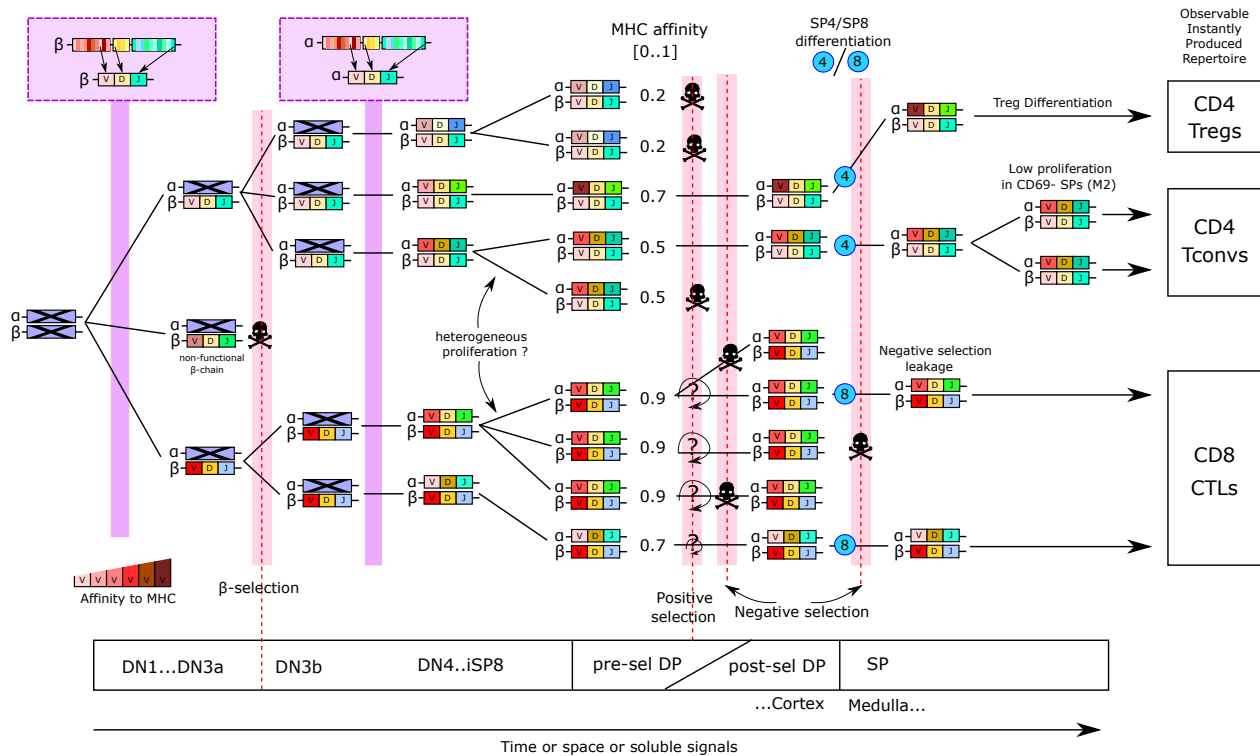 β
β V D J
α
α V D J
MHC affinity
[0..1]
SP4/SP8
differentiation
4 8
Observable
Instantly
Produced
Repertoire
α V D J
β V D J
0.2
α V D J
β V D J
0.2
α
β V D J
α V D J
β V D J
α V D J
β V D J
Treg Differentiation
CD4
Tregs
α
β V D J
α
β V D J
α V D J
β V D J
α V D J
β V D J
0.7
α V D J
β V D J
4
Low proliferation
in CD69- SPs (M2)
α V D J
β V D J
α
β V D J
α V D J
β V D J
α V D J
β V D J
0.5
α V D J
β V D J
4
α V D J
β V D J
α V D J
β V D J
CD4
Tconvs
α V D J
β V D J
0.5
α
β
α
β V D J
non-functional
β-chain
heterogeneous
proliferation ?
α V D J
β V D J
Negative selection
leakage
α V D J
β V D J
0.9
?
α V D J
β V D J
8
α V D J
β V D J
α
β V D J
α V D J
β V D J
α V D J
β V D J
0.9
?
α V D J
β V D J
CD8
CTLs
α
β V D J
α
β V D J
α V D J
β V D J
α V D J
β V D J
0.9
?
α V D J
β V D J
α V D J
β V D J
0.7
?
α V D J
β V D J
8
α V D J
β V D J
V V V V V V
Affinity to MHC
β-selection
Positive
selection
Negative selection
DN1...DN3a
DN3b
DN4..iSP8
pre-sel DP
post-sel DP
SP
...Cortex
Medulla...
Time or space or soluble signals